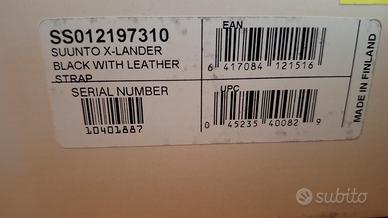 SS012197310
SUUNTO X-LANDER
BLACK WITH LEATHER
STRAP
SERIAL NUMBER
10401887
EAN
6 417084 121516
UPC
0 45235 40082 9
MADE IN FINLAND
subito